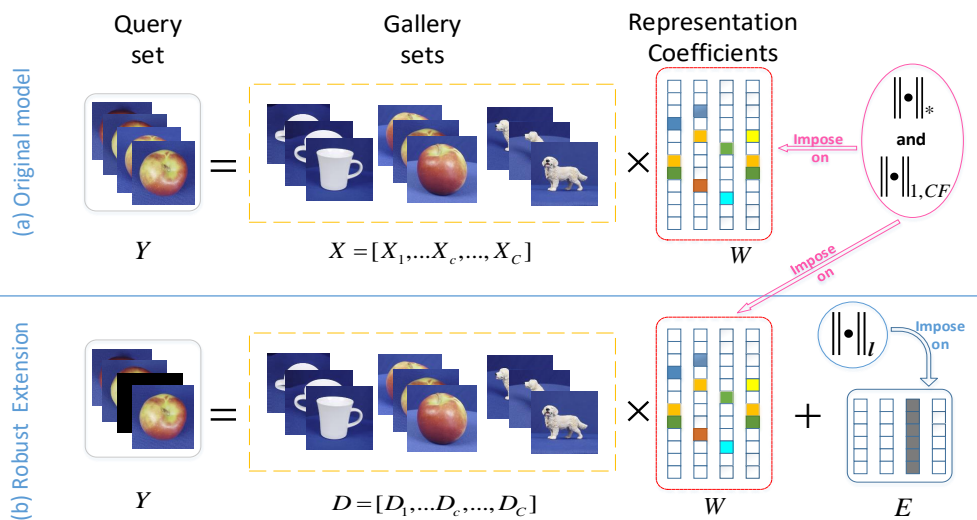 Query
set
Gallery
sets
Representation
Coefficients
(a) Original model
=
×
Impose
on
‖•‖*
and
‖•‖1,CF
Y
X = [X1,...Xc,..., XC]
W
Impose
on
(b) Robust Extension
=
×
+
‖•‖l
Impose
on
Y
D = [D1,...Dc,..., DC]
W
E